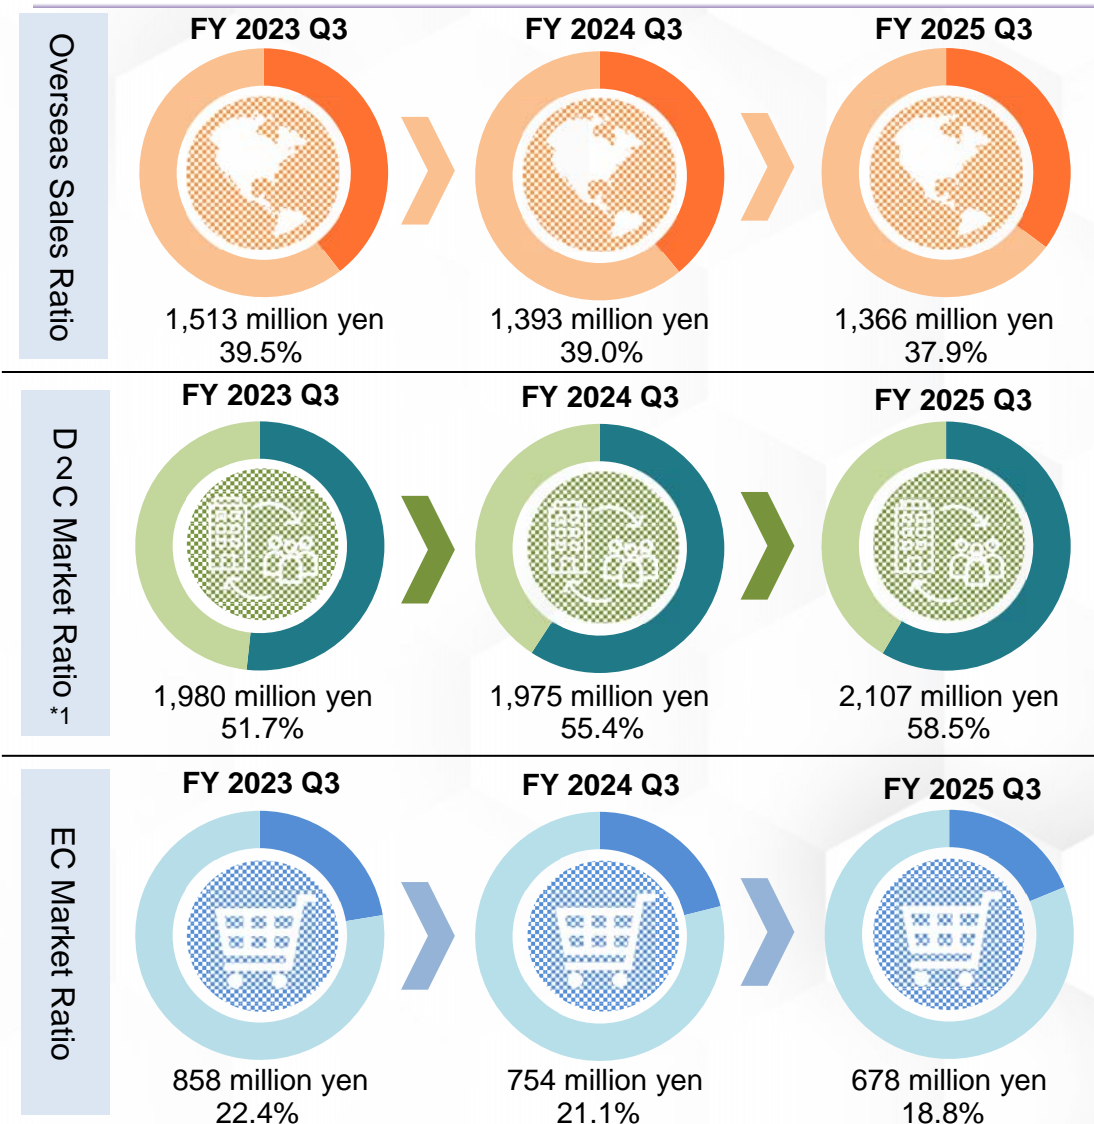 Overseas Sales Ratio
FY 2023 Q3
FY 2024 Q3
FY 2025 Q3
1,513 million yen
39.5%
1,393 million yen
39.0%
1,366 million yen
37.9%
D2C Market Ratio *1
FY 2023 Q3
FY 2024 Q3
FY 2025 Q3
1,980 million yen
51.7%
1,975 million yen
55.4%
2,107 million yen
58.5%
EC Market Ratio
FY 2023 Q3
FY 2024 Q3
FY 2025 Q3
858 million yen
22.4%
754 million yen
21.1%
678 million yen
18.8%